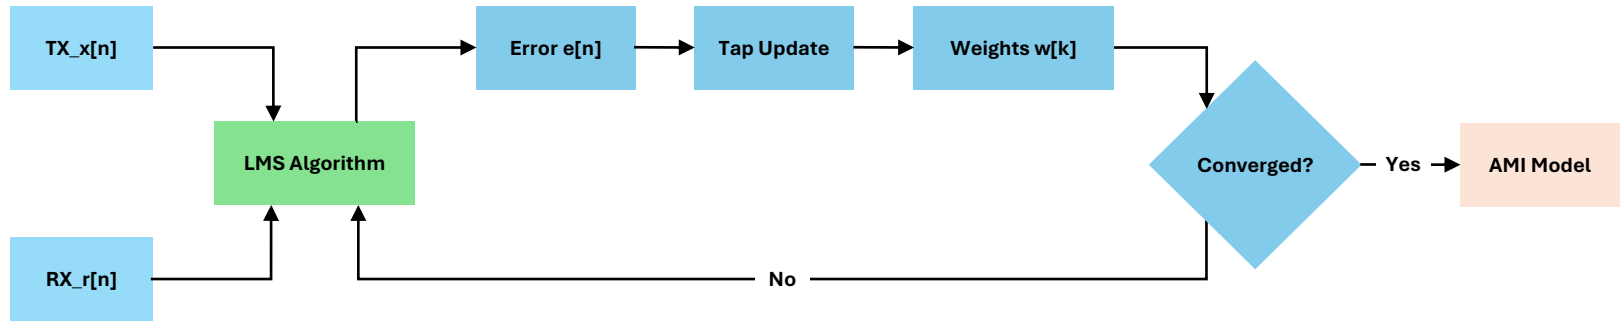 TX_x[n]
Error e[n]
Tap Update
Weights w[k]
LMS Algorithm
Converged?
Yes
AMI Model
RX_r[n]
No